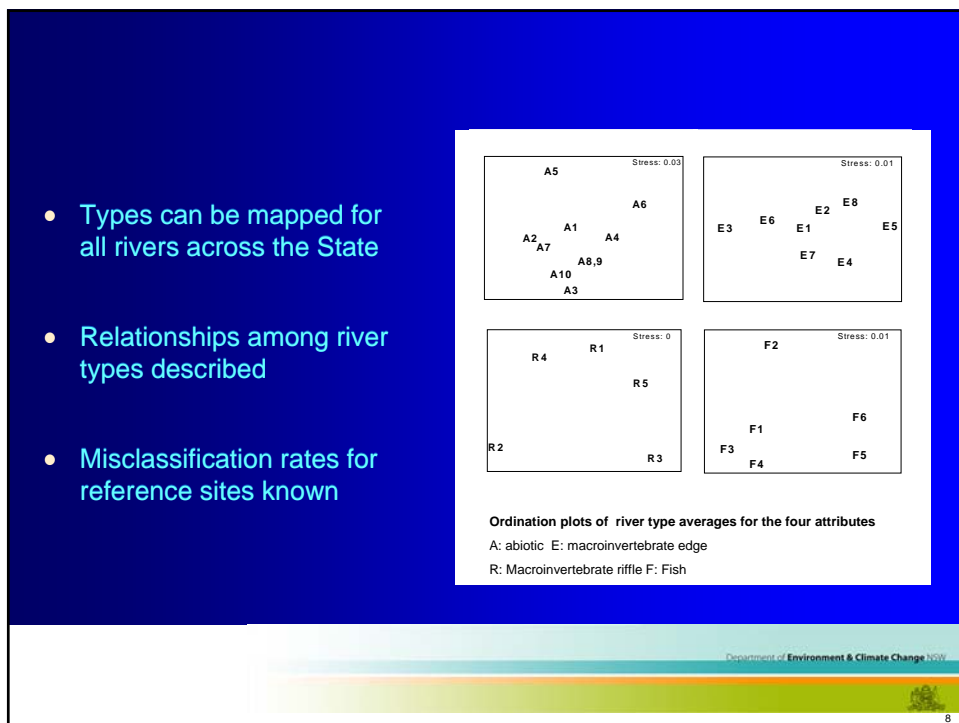 • Types can be mapped for
all rivers across the State
• Relationships among river
types described
• Misclassification rates for
reference sites known
Stress: 0.03
A5
A6
A1
A2
A4
A7
A8,9
A10
A3
Stress: 0.01
E8
E2
E6
E3
E1
E5
E7
E4
Stress: 0
R1
R4
R5
R2
R3
Stress: 0.01
F2
F6
F1
F3
F5
F4
Ordination plots of river type averages for the four attributes
A: abiotic E: macroinvertebrate edge
R: Macroinvertebrate riffle F: Fish
Department of Environment & Climate Change NSW
8